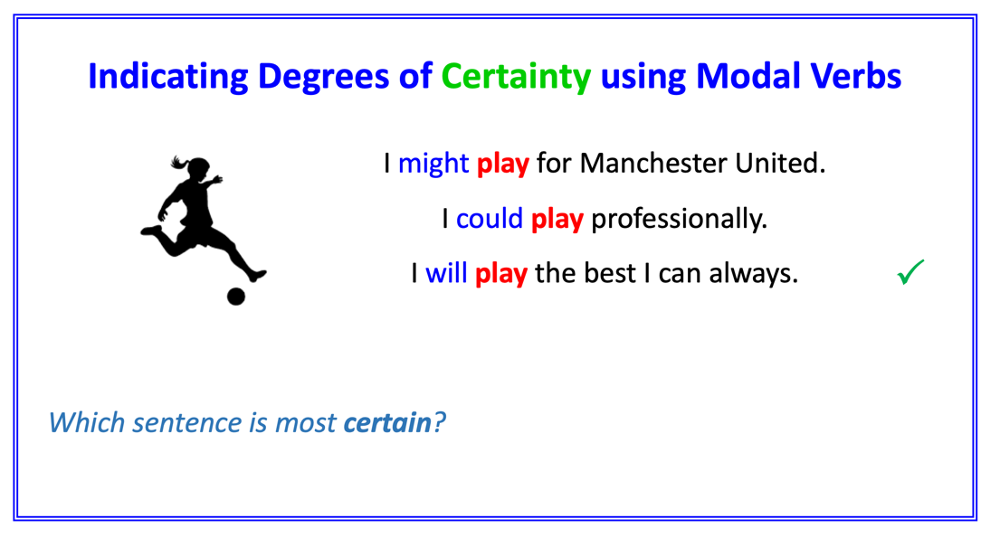 Indicating Degrees of Certainty using Modal Verbs
I might play for Manchester United.
I could play professionally.
I will play the best I can always. ✓
Which sentence is most certain?